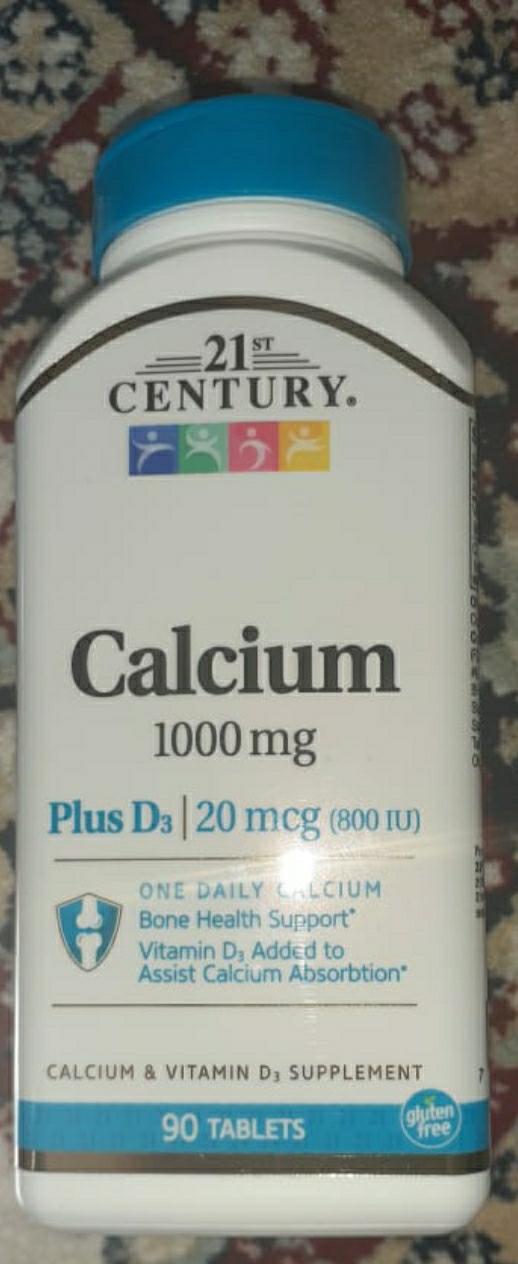 21ST
CENTURY®
Calcium
1000 mg
Plus D₃ | 20 mcg (800 IU)
ONE DAILY CALCIUM
Bone Health Support*
Vitamin D₃ Added to
Assist Calcium Absorbtion*
CALCIUM & VITAMIN D₃ SUPPLEMENT
90 TABLETS
gluten
free